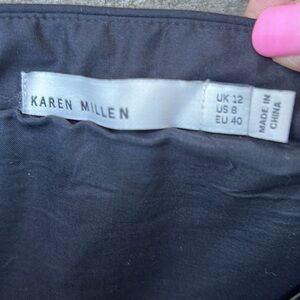 KAREN MILLEN
UK 12
US 8
EU 40
MADE IN
CHINA